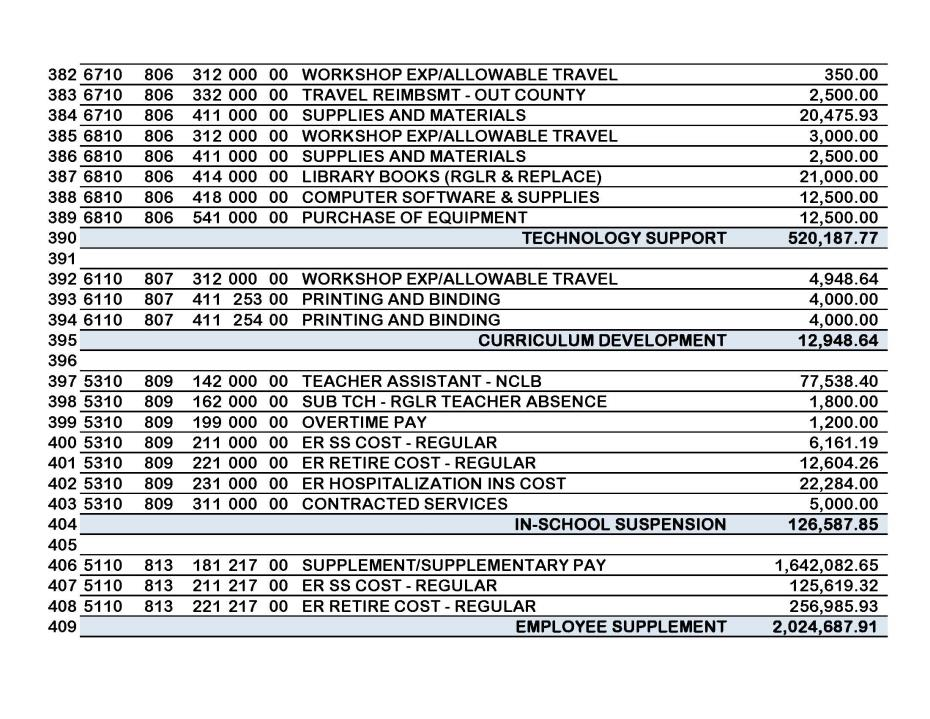 382 6710 806 312 000 00 WORKSHOP EXP/ALLOWABLE TRAVEL 350.00
383 6710 806 332 000 00 TRAVEL REIMBSMT - OUT COUNTY 2,500.00
384 6710 806 411 000 00 SUPPLIES AND MATERIALS 20,475.93
385 6810 806 312 000 00 WORKSHOP EXP/ALLOWABLE TRAVEL 3,000.00
386 6810 806 411 000 00 SUPPLIES AND MATERIALS 2,500.00
387 6810 806 414 000 00 LIBRARY BOOKS (RGLR & REPLACE) 21,000.00
388 6810 806 418 000 00 COMPUTER SOFTWARE & SUPPLIES 12,500.00
389 6810 806 541 000 00 PURCHASE OF EQUIPMENT 12,500.00
390 TECHNOLOGY SUPPORT 520,187.77
391
392 6110 807 312 000 00 WORKSHOP EXP/ALLOWABLE TRAVEL 4,948.64
393 6110 807 411 253 00 PRINTING AND BINDING 4,000.00
394 6110 807 411 254 00 PRINTING AND BINDING 4,000.00
395 CURRICULUM DEVELOPMENT 12,948.64
396
397 5310 809 142 000 00 TEACHER ASSISTANT - NCLB 77,538.40
398 5310 809 162 000 00 SUB TCH - RGLR TEACHER ABSENCE 1,800.00
399 5310 809 199 000 00 OVERTIME PAY 1,200.00
400 5310 809 211 000 00 ER SS COST - REGULAR 6,161.19
401 5310 809 221 000 00 ER RETIRE COST - REGULAR 12,604.26
402 5310 809 231 000 00 ER HOSPITALIZATION INS COST 22,284.00
403 5310 809 311 000 00 CONTRACTED SERVICES 5,000.00
404 IN-SCHOOL SUSPENSION 126,587.85
405
406 5110 813 181 217 00 SUPPLEMENT/SUPPLEMENTARY PAY 1,642,082.65
407 5110 813 211 217 00 ER SS COST - REGULAR 125,619.32
408 5110 813 221 217 00 ER RETIRE COST - REGULAR 256,985.93
409 EMPLOYEE SUPPLEMENT 2,024,687.91